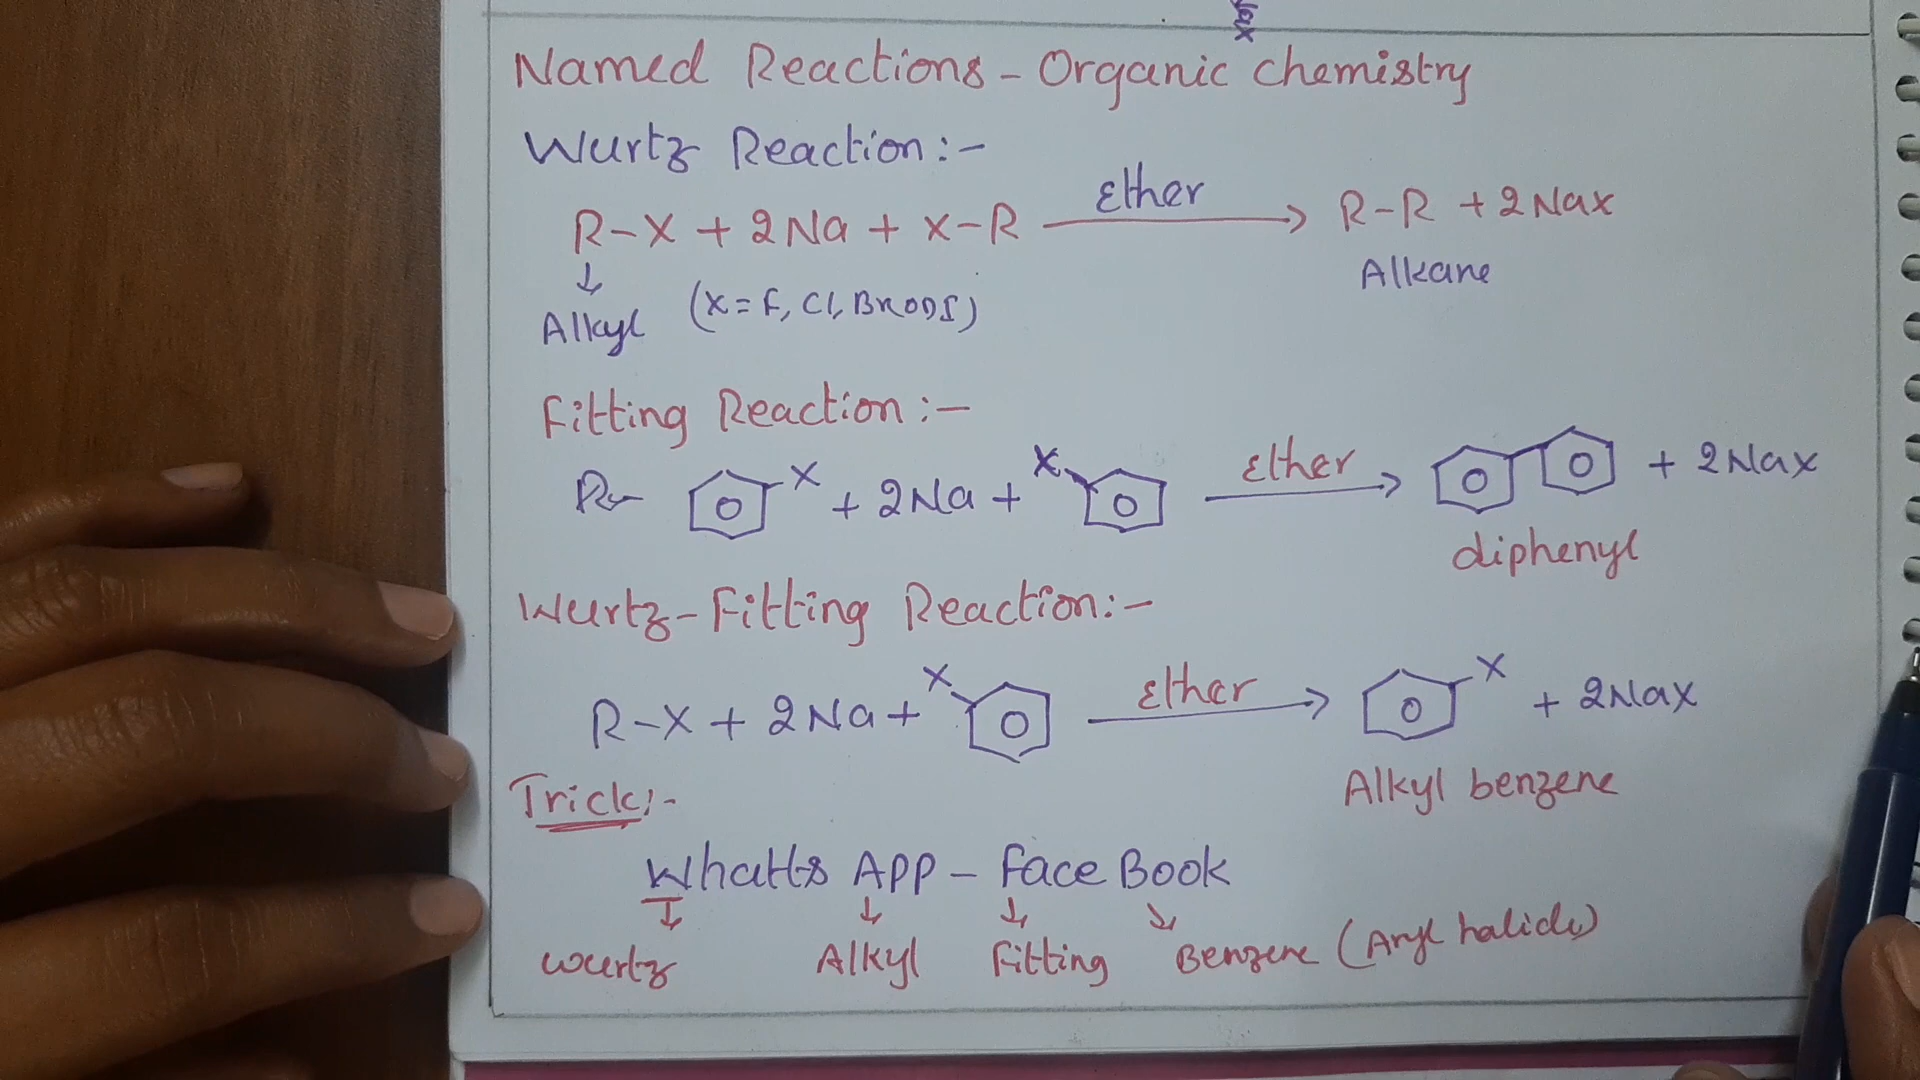 Nax
Named Reactions - Organic chemistry
Wurtz Reaction :-
R-X + 2Na + X-R Ether → R-R + 2Nax
↓
Alkyl (X = F, Cl, Br or I) Alkane
Fitting Reaction :-
R- X + 2Na + X Ether → + 2Nax
diphenyl
Wurtz-Fitting Reaction :-
R-X + 2Na + X Ether → X + 2Nax
Trick :- Alkyl benzene
Whatts APP - Face Book
↓ ↓ ↓ ↘
Wurtz Alkyl Fitting Benzene (Aryl halide)